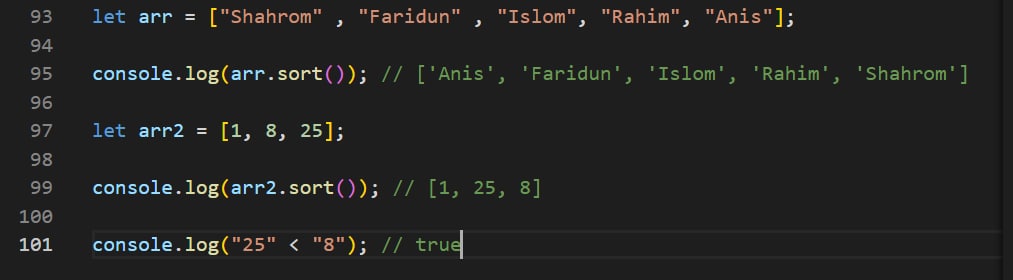 93 let arr = ["Shahrom" , "Faridun" , "Islom", "Rahim", "Anis"];
94
95 console.log(arr.sort()); // ['Anis', 'Faridun', 'Islom', 'Rahim', 'Shahrom']
96
97 let arr2 = [1, 8, 25];
98
99 console.log(arr2.sort()); // [1, 25, 8]
100
101 console.log("25" < "8"); // true